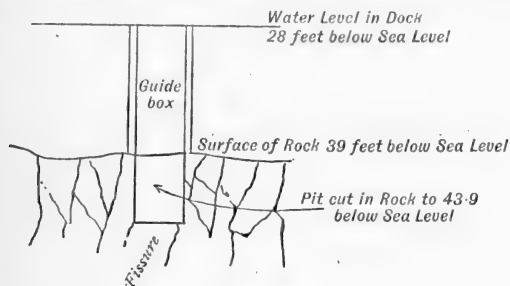 Water Level in Dock
28 feet below Sea Level
Guide
box
Surface of Rock 39 feet below Sea Level
Pit cut in Rock to 43·9
below Sea Level
Fissure